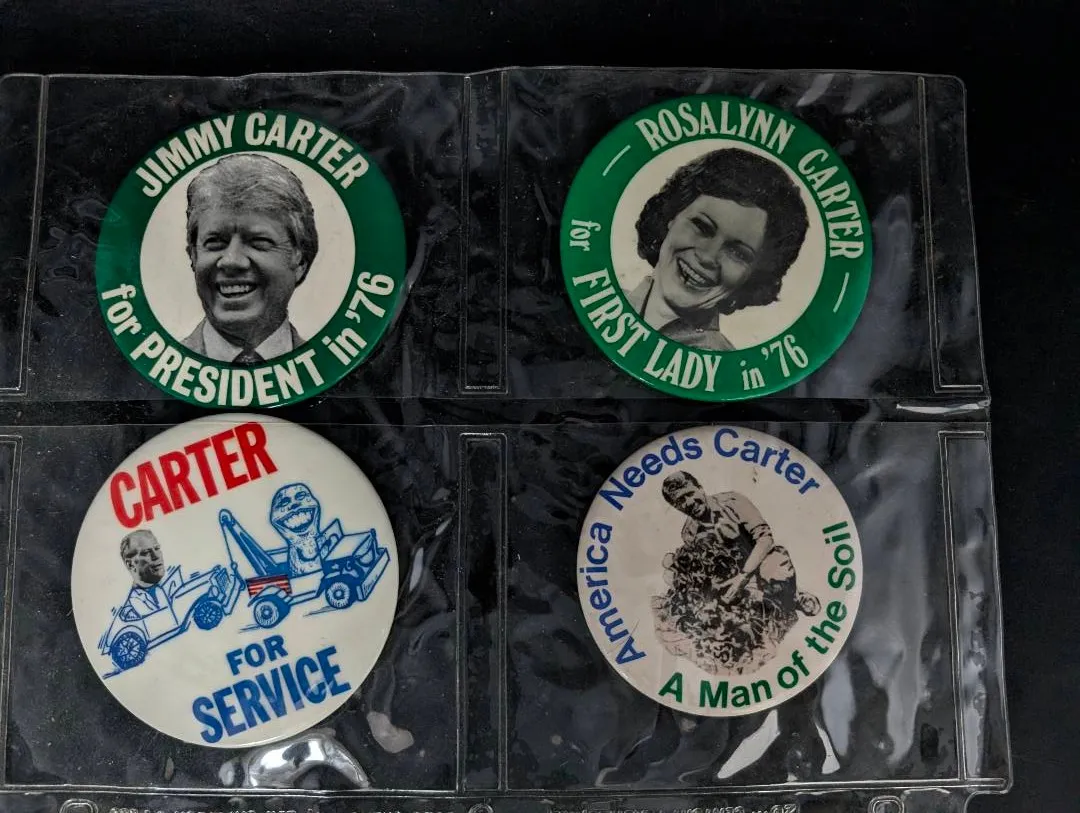 JIMMY CARTER
for PRESIDENT in '76
ROSALYNN CARTER
for FIRST LADY in '76
CARTER
FOR
SERVICE
America Needs Carter
A Man of the Soil